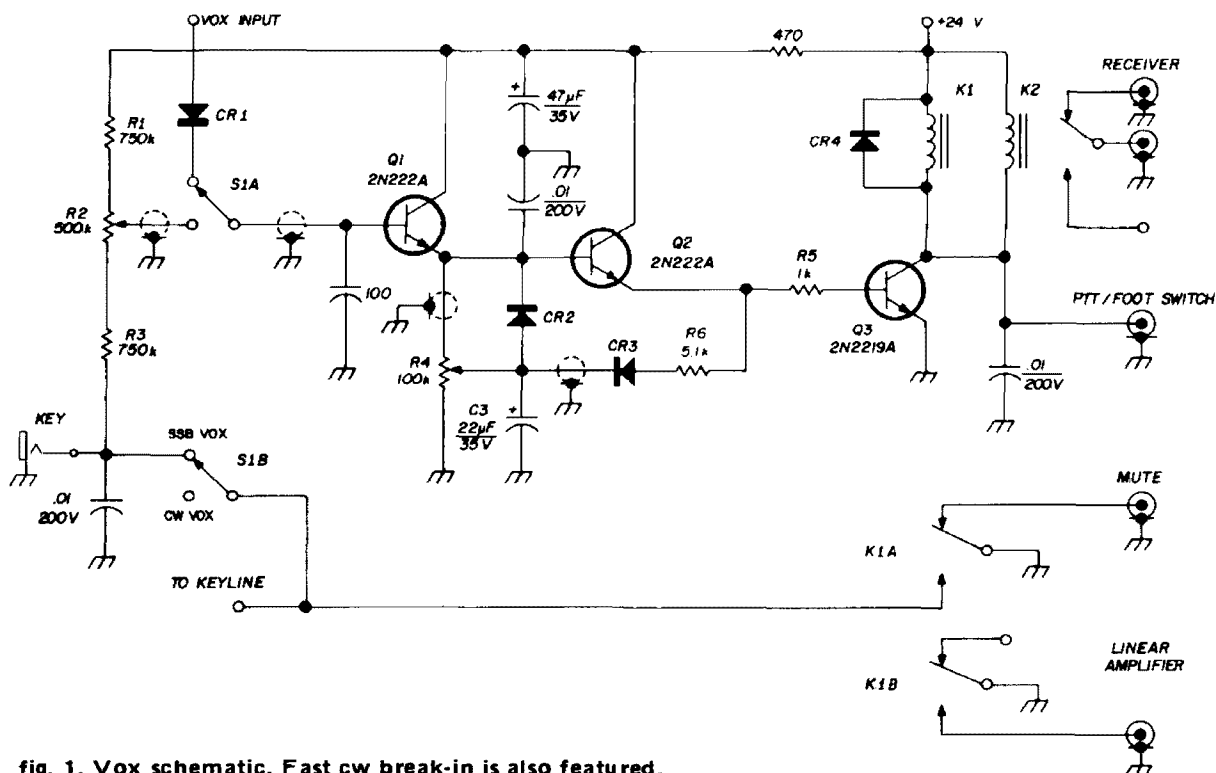 VOX INPUT
+24 V
470
RECEIVER
K1
K2
47µF
35V
R1
750k
CR1
CR4
Q1
2N222A
S1A
.01
200V
R2
500k
Q2
2N222A
R5
1k
PTT/FOOT SWITCH
100
CR2
Q3
2N2219A
R3
750k
CR3
R6
5.1k
R4
100k
.01
200V
C3
22µF
35V
KEY
SSB VOX
S1B
.01
200V
CW VOX
MUTE
K1A
TO KEYLINE
LINEAR
AMPLIFIER
K1B
fig. 1. Vox schematic. Fast cw break-in is also featured.